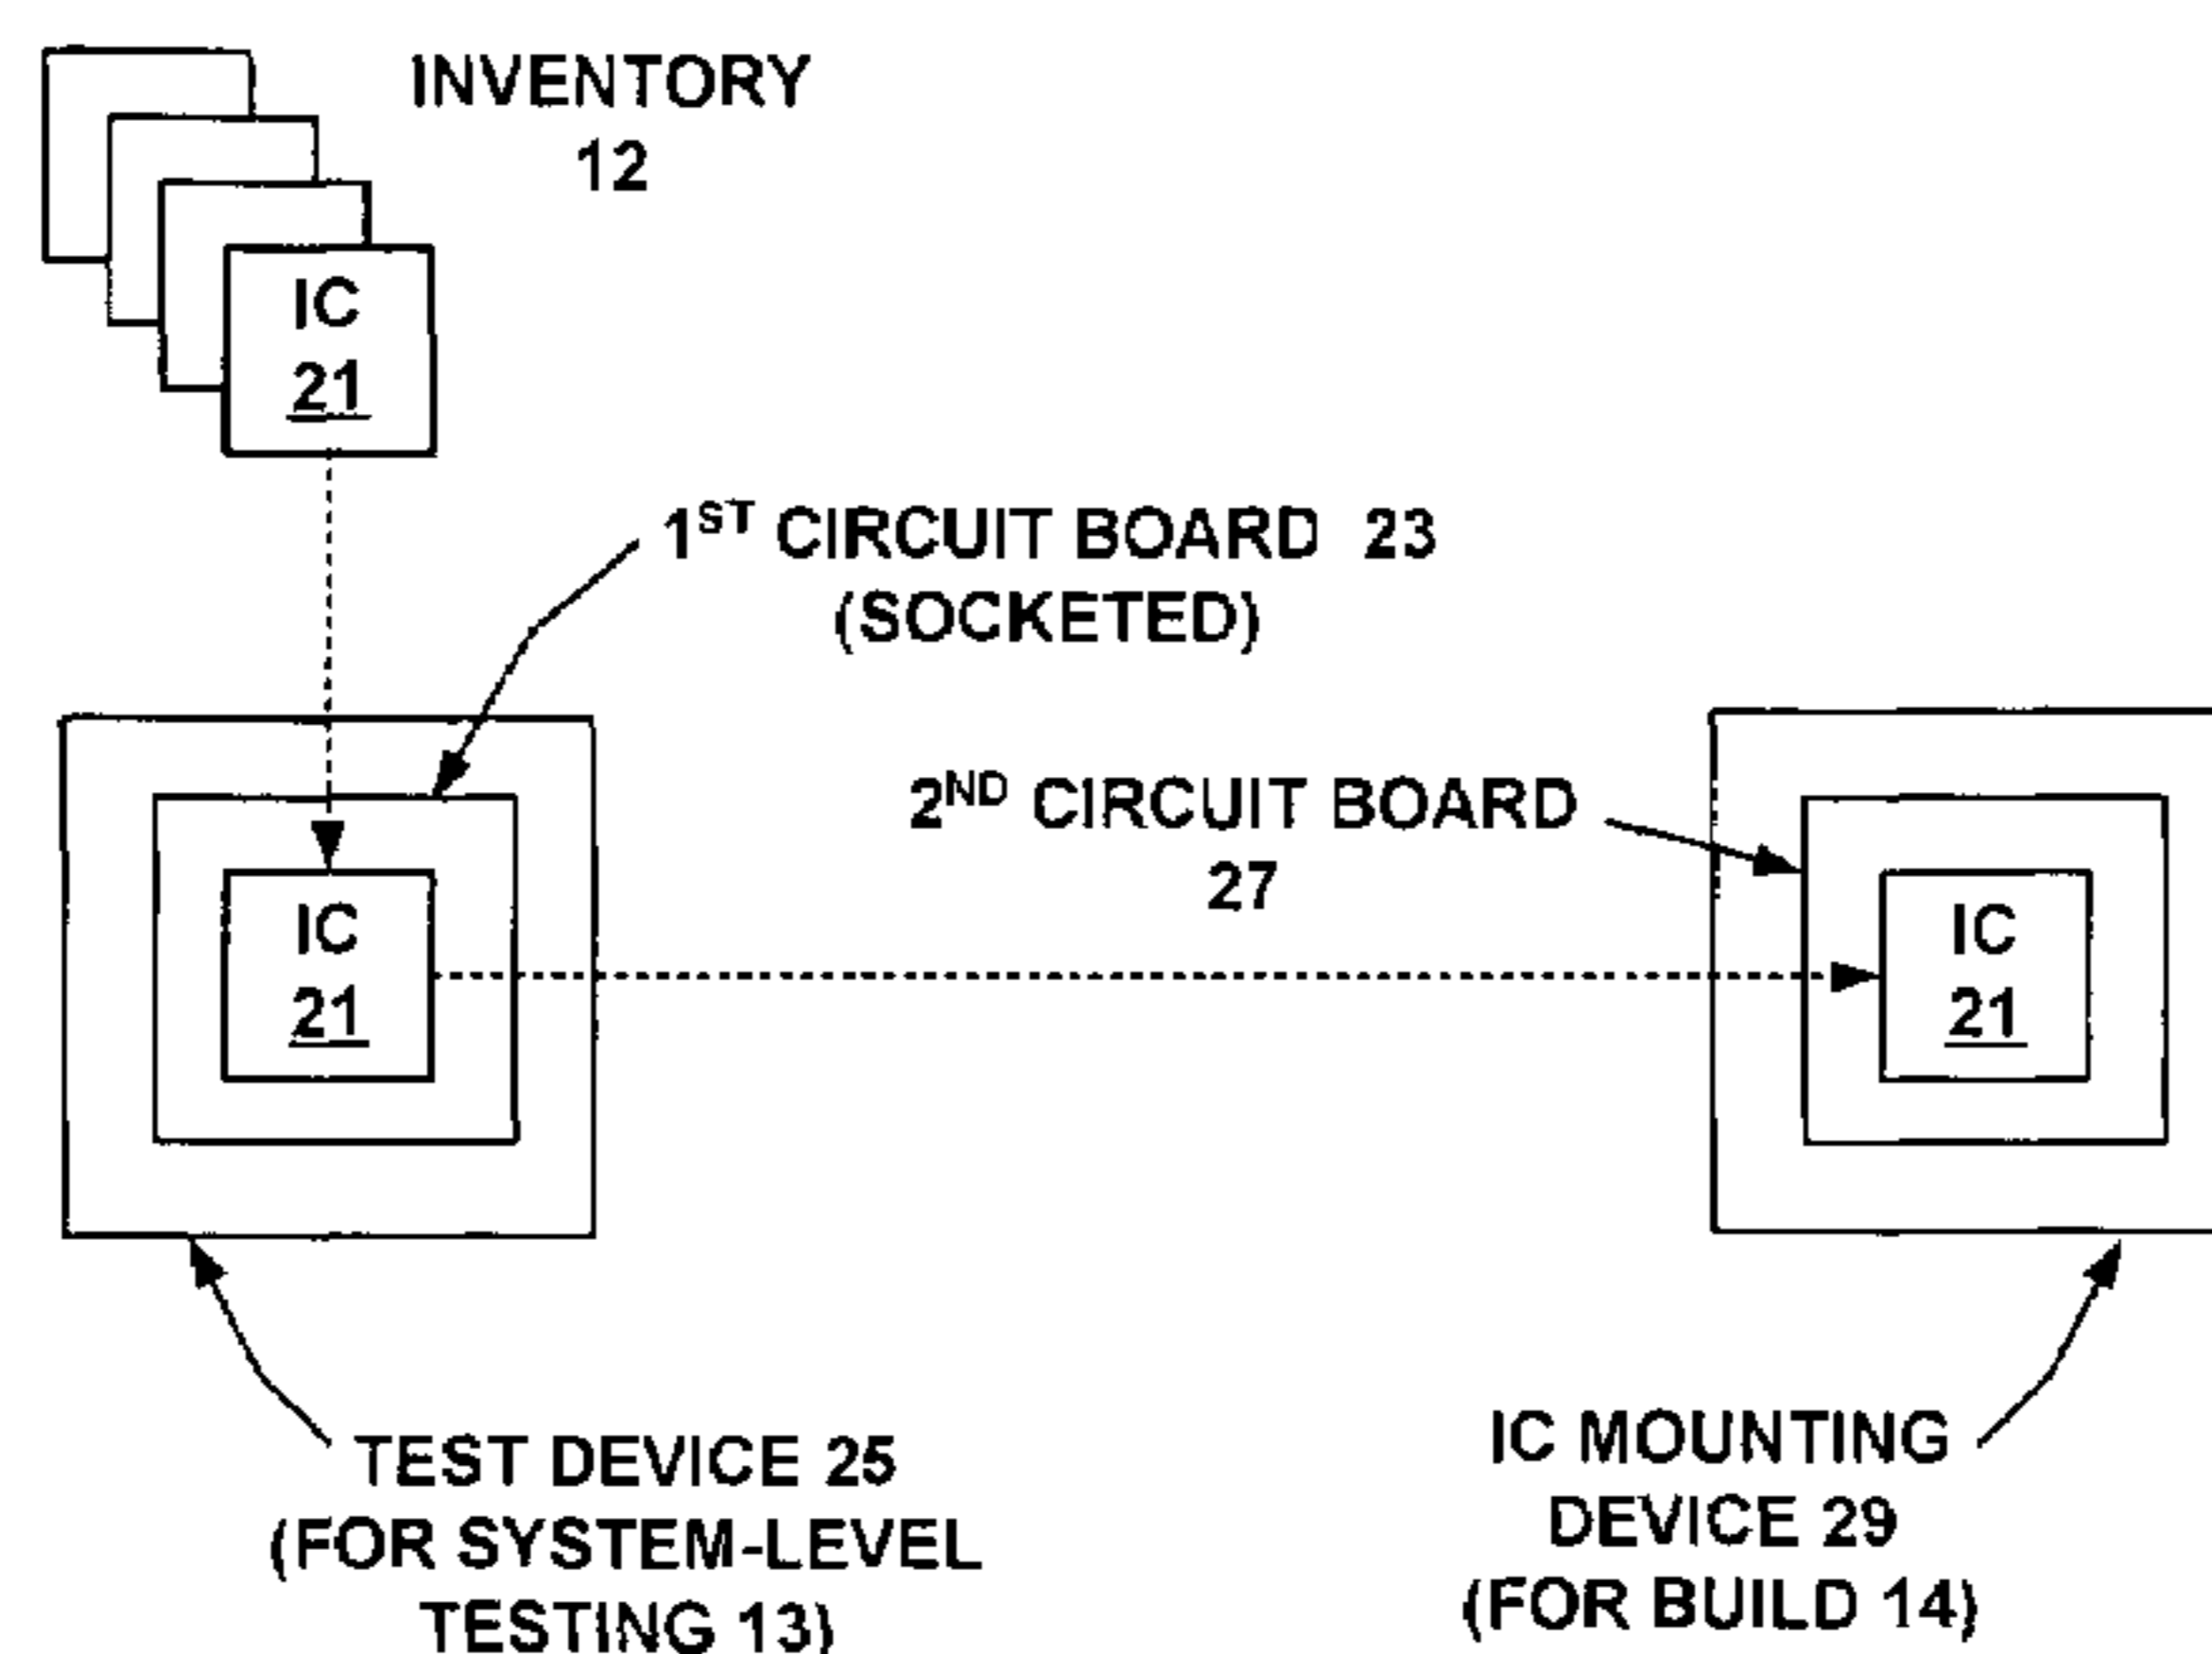 INVENTORY
12
IC
21
1ST CIRCUIT BOARD 23
(SOCKETED)
2ND CIRCUIT BOARD
27
IC
21
IC
21
TEST DEVICE 25
(FOR SYSTEM-LEVEL
TESTING 13)
IC MOUNTING
DEVICE 29
(FOR BUILD 14)